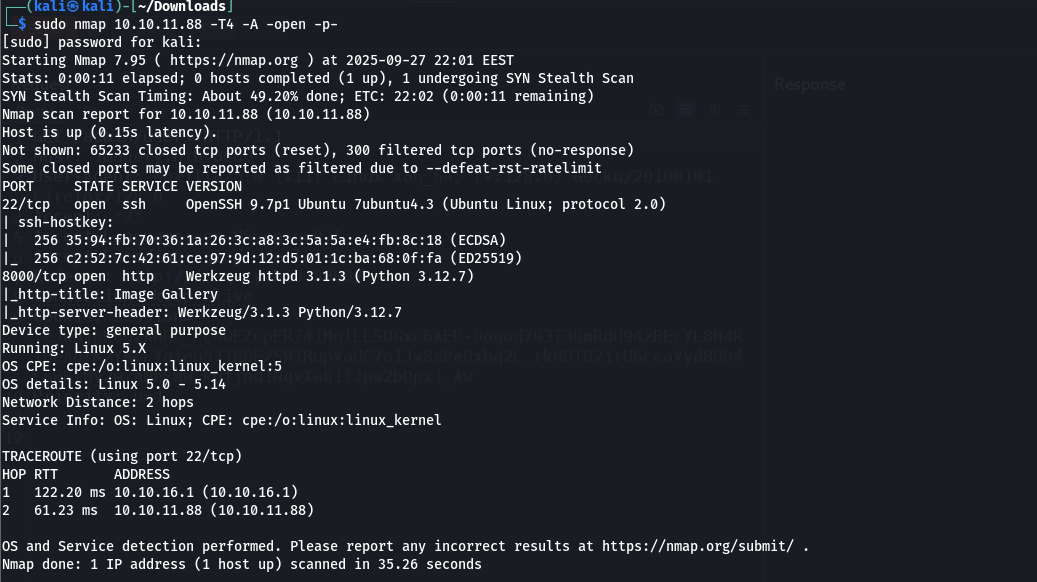 (kali㉿kali)-[~/Downloads]
$ sudo nmap 10.10.11.88 -T4 -A -open -p-
[sudo] password for kali:
Starting Nmap 7.95 ( https://nmap.org ) at 2025-09-27 22:01 EEST
Stats: 0:00:11 elapsed; 0 hosts completed (1 up), 1 undergoing SYN Stealth Scan
SYN Stealth Scan Timing: About 49.20% done; ETC: 22:02 (0:00:11 remaining)
Nmap scan report for 10.10.11.88 (10.10.11.88)
Host is up (0.15s latency).
Not shown: 65233 closed tcp ports (reset), 300 filtered tcp ports (no-response)
Some closed ports may be reported as filtered due to --defeat-rst-ratelimit
PORT     STATE SERVICE VERSION
22/tcp   open  ssh     OpenSSH 9.7p1 Ubuntu 7ubuntu4.3 (Ubuntu Linux; protocol 2.0)
| ssh-hostkey:
|   256 35:94:fb:70:36:1a:26:3c:a8:3c:5a:5a:e4:fb:8c:18 (ECDSA)
|_  256 c2:52:7c:42:61:ce:97:9d:12:d5:01:1c:ba:68:0f:fa (ED25519)
8000/tcp open  http    Werkzeug httpd 3.1.3 (Python 3.12.7)
|_http-title: Image Gallery
|_http-server-header: Werkzeug/3.1.3 Python/3.12.7
Device type: general purpose
Running: Linux 5.X
OS CPE: cpe:/o:linux:linux_kernel:5
OS details: Linux 5.0 - 5.14
Network Distance: 2 hops
Service Info: OS: Linux; CPE: cpe:/o:linux:linux_kernel
TRACEROUTE (using port 22/tcp)
HOP RTT       ADDRESS
1   122.20 ms 10.10.16.1 (10.10.16.1)
2   61.23 ms  10.10.11.88 (10.10.11.88)
OS and Service detection performed. Please report any incorrect results at https://nmap.org/submit/ .
Nmap done: 1 IP address (1 host up) scanned in 35.26 seconds
Response